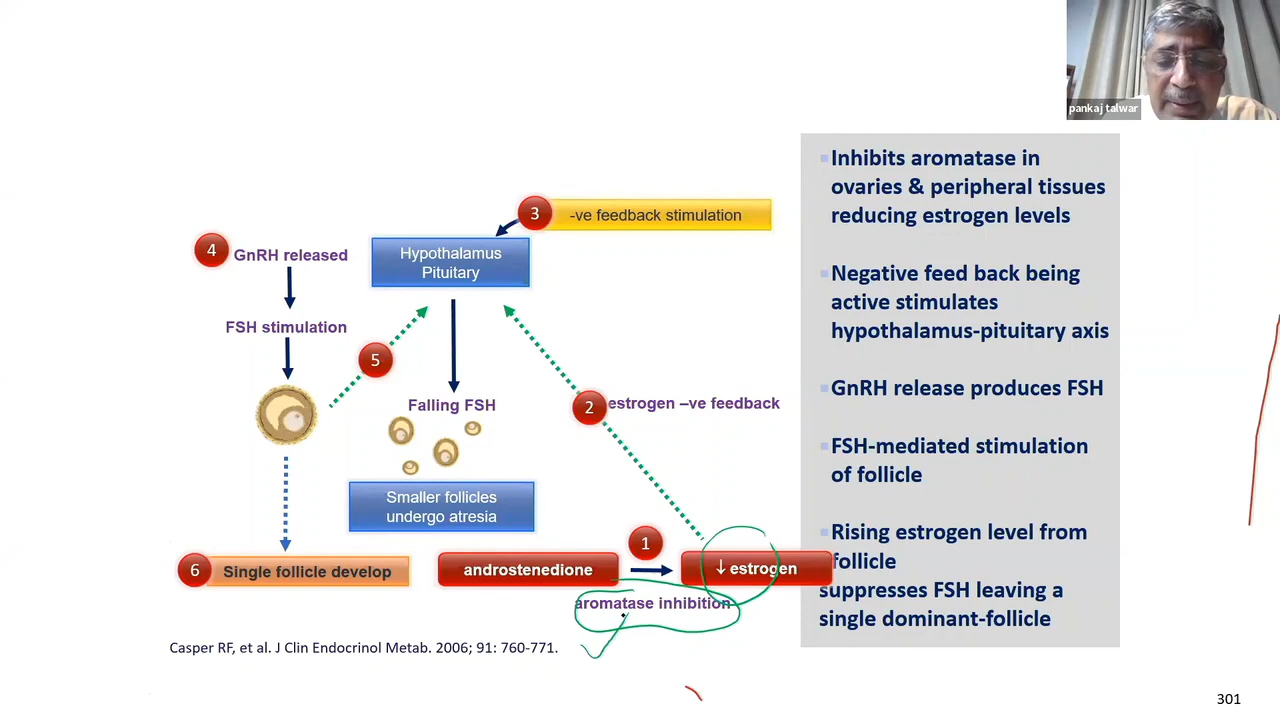 pankaj talwar
3
-ve feedback stimulation
4
GnRH released
Hypothalamus
Pituitary
FSH stimulation
5
Falling FSH
2
estrogen –ve feedback
Smaller follicles
undergo atresia
1
6
Single follicle develop
androstenedione
↓ estrogen
aromatase inhibition
Casper RF, et al. J Clin Endocrinol Metab. 2006; 91: 760-771.
Inhibits aromatase in
ovaries & peripheral tissues
reducing estrogen levels
Negative feed back being
active stimulates
hypothalamus-pituitary axis
GnRH release produces FSH
FSH-mediated stimulation
of follicle
Rising estrogen level from
follicle
suppresses FSH leaving a
single dominant-follicle
301